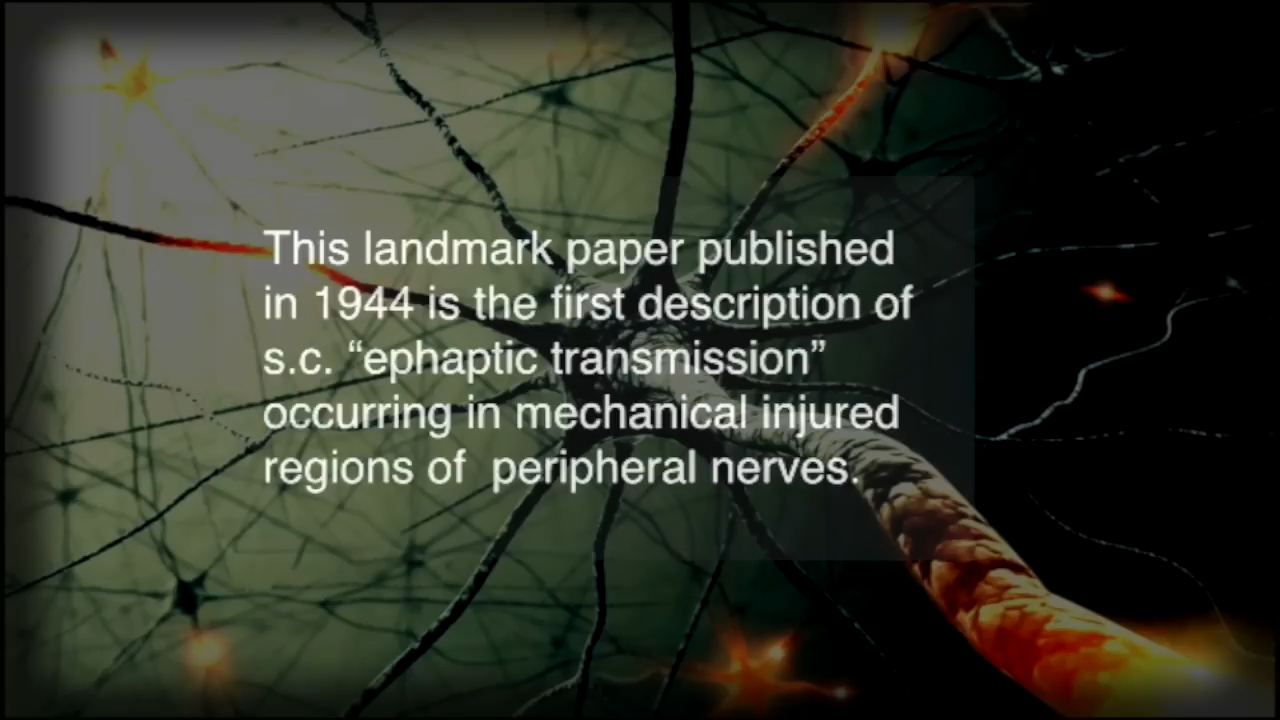 This landmark paper published
in 1944 is the first description of
s.c. “ephaptic transmission”
occurring in mechanical injured
regions of  peripheral nerves.